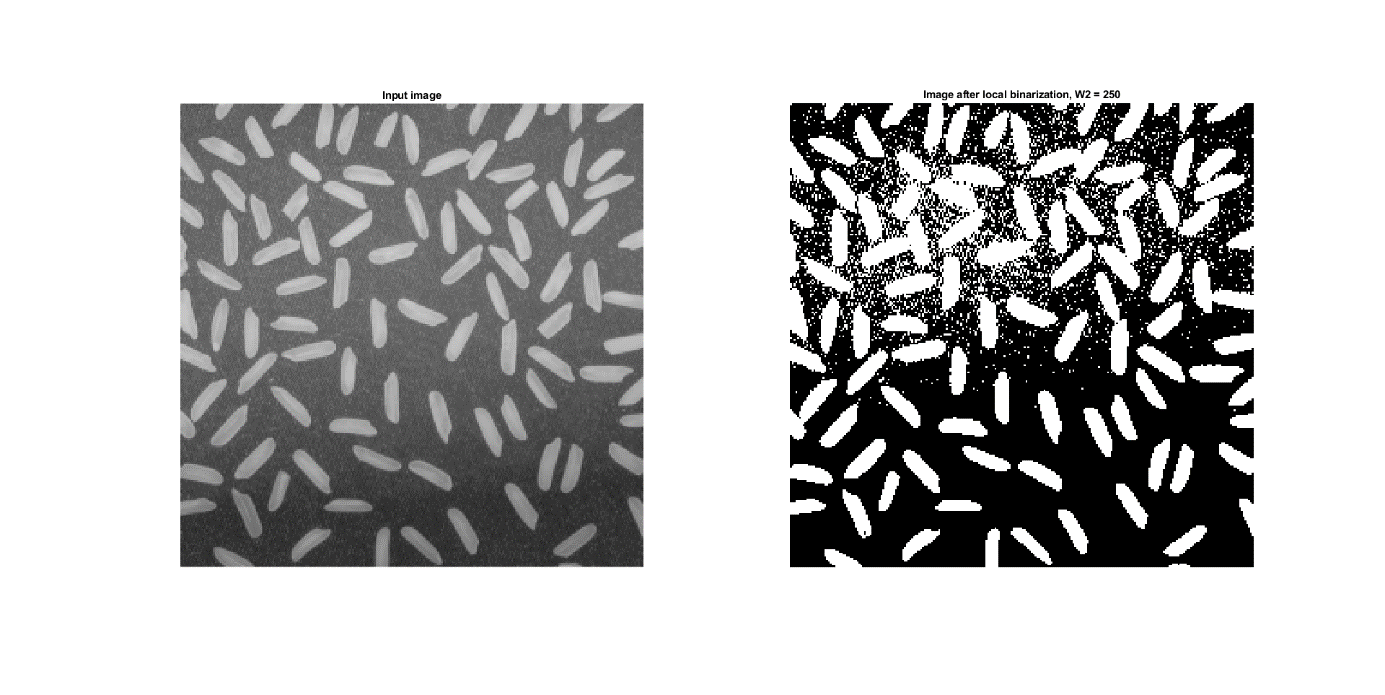 Input image
Image after local binarization, W2 = 250